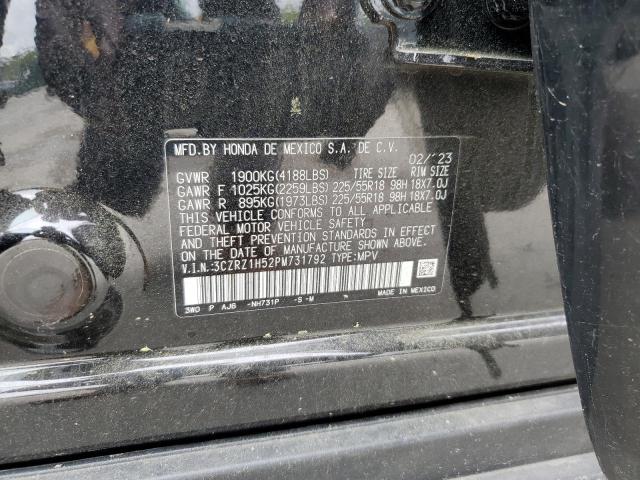 MFD.BY HONDA DE MEXICO S.A. DE C.V. 02/'23
GVWR 1900KG(4188LBS) TIRE SIZE RIM SIZE
GAWR F 1025KG(2259LBS) 225/55R18 98H 18X7.0J
GAWR R 895KG(1973LBS) 225/55R18 98H 18X7.0J
THIS VEHICLE CONFORMS TO ALL APPLICABLE
FEDERAL MOTOR VEHICLE SAFETY, BUMPER,
AND THEFT PREVENTION STANDARDS IN EFFECT
ON THE DATE OF MANUFACTURE SHOWN ABOVE.
V.I.N.:3CZRZ1H52PM731792 TYPE:MPV
3W0 P AJ6 -NH731P -S-M MADE IN MEXICO